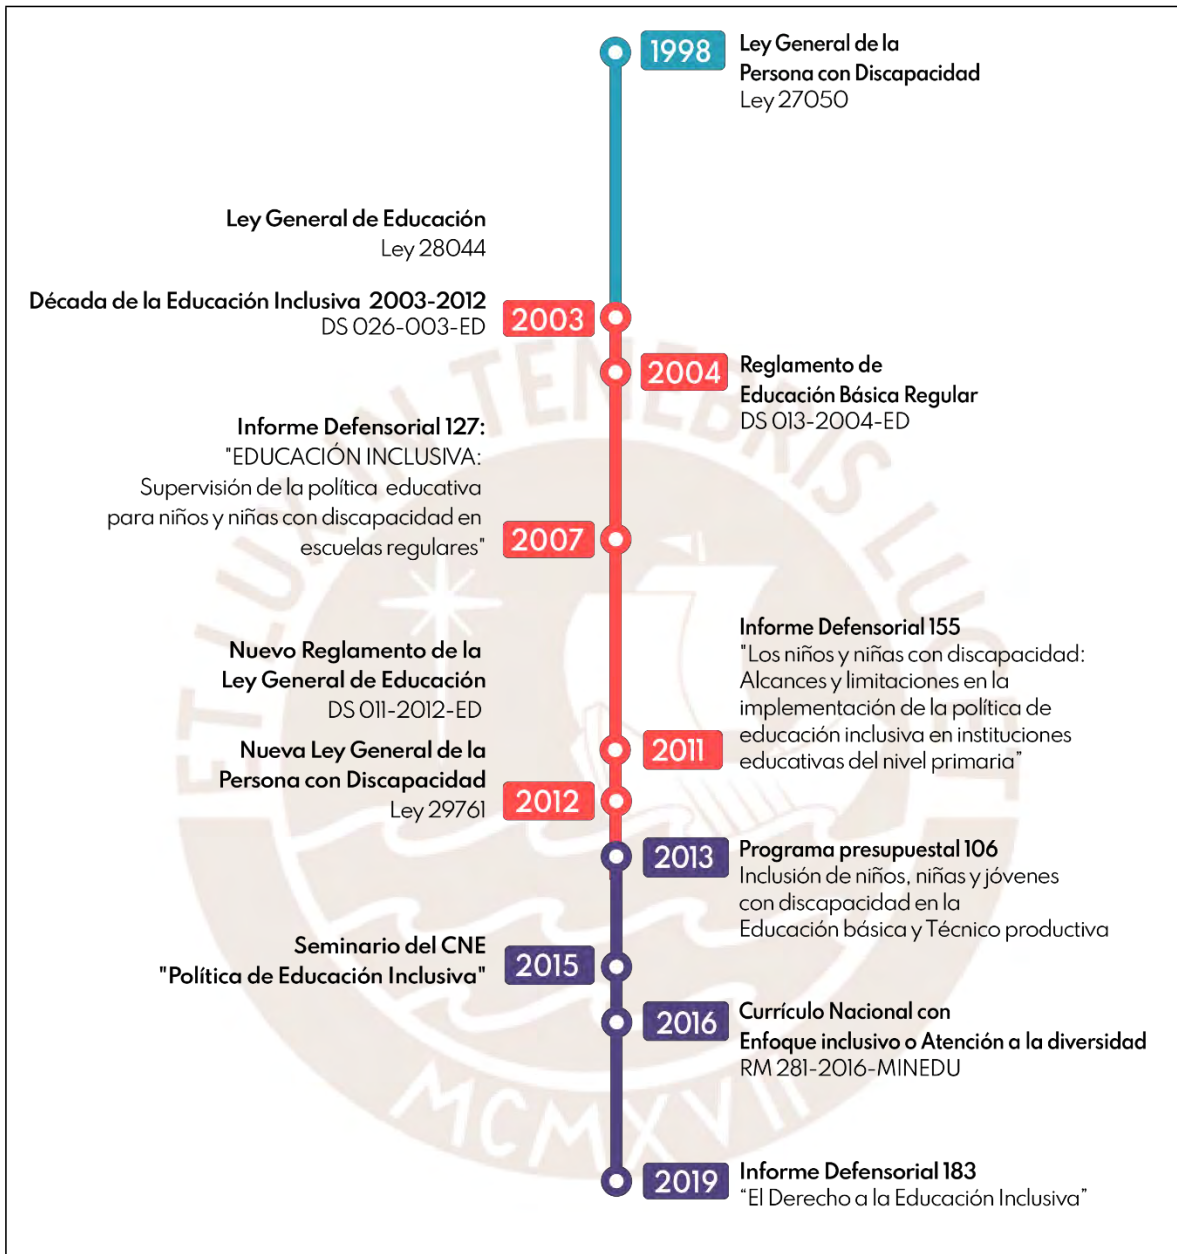 1998
Ley General de la
Persona con Discapacidad
Ley 27050
Ley General de Educación
Ley 28044
Década de la Educación Inclusiva 2003-2012
DS 026-003-ED
2003
2004
Reglamento de
Educación Básica Regular
DS 013-2004-ED
Informe Defensorial 127:
"EDUCACIÓN INCLUSIVA:
Supervisión de la política educativa
para niños y niñas con discapacidad en
escuelas regulares"
2007
Informe Defensorial 155
"Los niños y niñas con discapacidad:
Alcances y limitaciones en la
implementación de la política de
educación inclusiva en instituciones
educativas del nivel primaria”
2011
Nuevo Reglamento de la
Ley General de Educación
DS 011-2012-ED
Nueva Ley General de la
Persona con Discapacidad
Ley 29761
2012
2013
Programa presupuestal 106
Inclusión de niños, niñas y jóvenes
con discapacidad en la
Educación básica y Técnico productiva
Seminario del CNE
"Política de Educación Inclusiva"
2015
2016
Currículo Nacional con
Enfoque inclusivo o Atención a la diversidad
RM 281-2016-MINEDU
2019
Informe Defensorial 183
“El Derecho a la Educación Inclusiva”
ET LUX IN TENEBRIS LUCET
MCMXVII